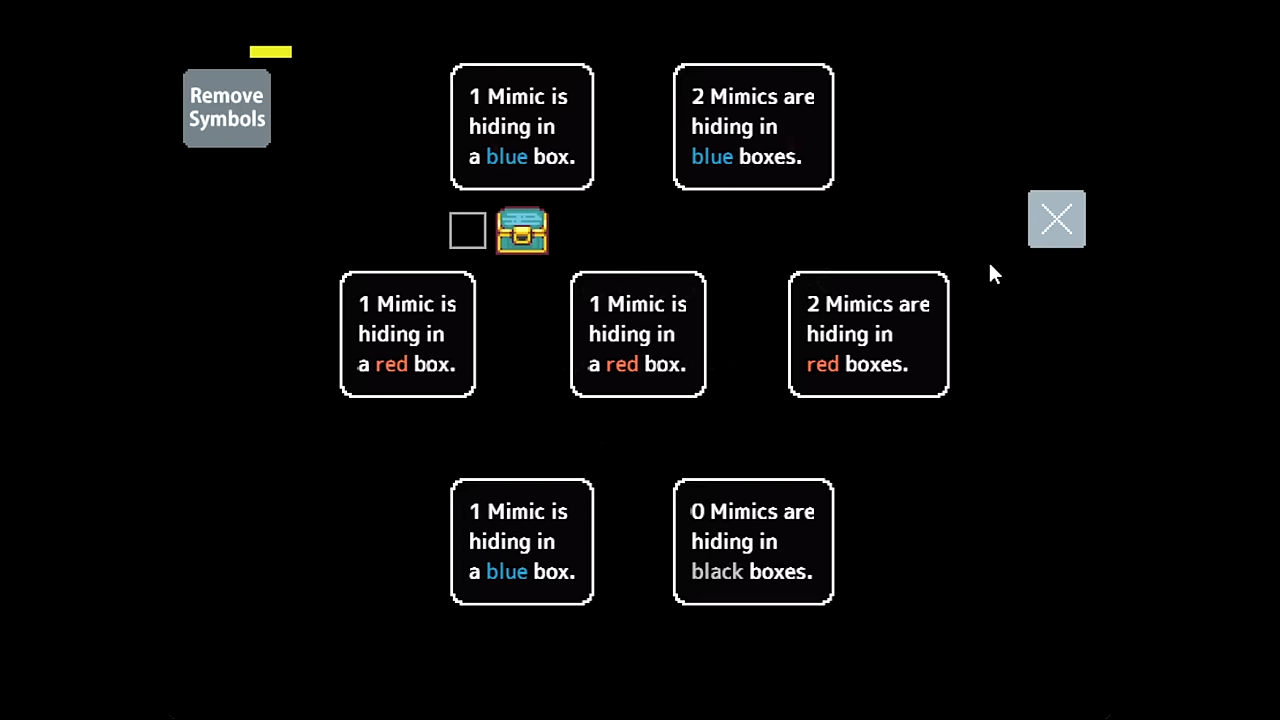 Remove
Symbols
1 Mimic is
hiding in
a blue box.
2 Mimics are
hiding in
blue boxes.
1 Mimic is
hiding in
a red box.
1 Mimic is
hiding in
a red box.
2 Mimics are
hiding in
red boxes.
1 Mimic is
hiding in
a blue box.
0 Mimics are
hiding in
black boxes.